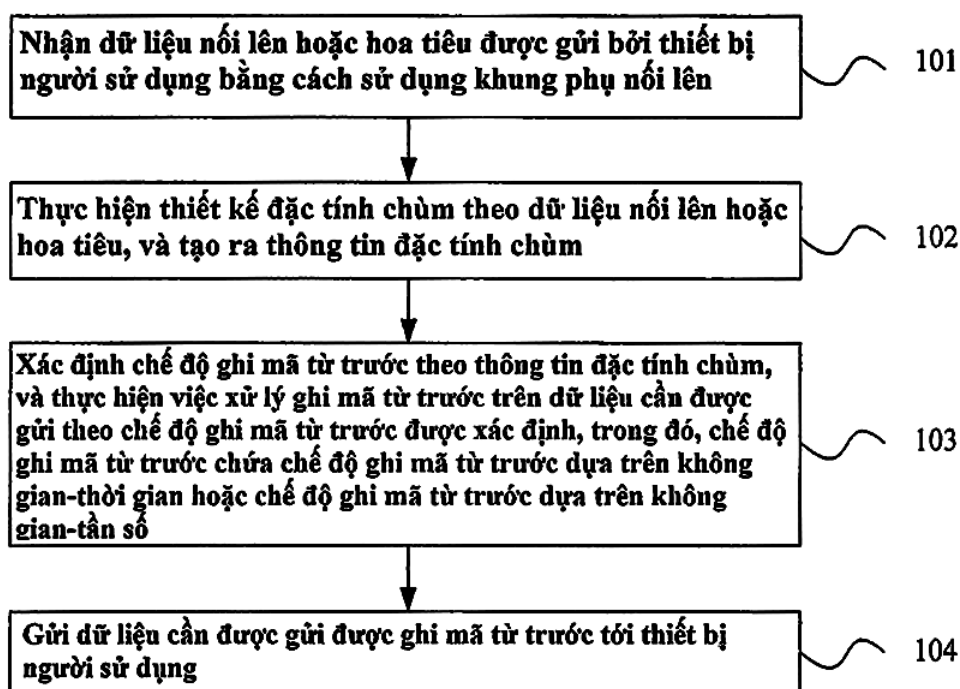 Nhận dữ liệu nối lên hoặc hoa tiêu được gửi bởi thiết bị
người sử dụng bằng cách sử dụng khung phụ nối lên
101
Thực hiện thiết kế đặc tính chùm theo dữ liệu nối lên hoặc
hoa tiêu, và tạo ra thông tin đặc tính chùm
102
Xác định chế độ ghi mã từ trước theo thông tin đặc tính chùm,
và thực hiện việc xử lý ghi mã từ trước trên dữ liệu cần được
gửi theo chế độ ghi mã từ trước được xác định, trong đó, chế độ
ghi mã từ trước chứa chế độ ghi mã từ trước dựa trên không
gian-thời gian hoặc chế độ ghi mã từ trước dựa trên không
gian-tần số
103
Gửi dữ liệu cần được gửi được ghi mã từ trước tới thiết bị
người sử dụng
104